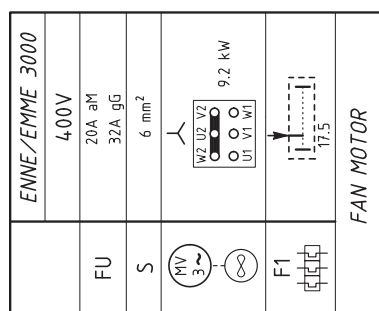 ENNE/EMME 3000
400V
FU
20A aM
32A gG
S
6 mm²
MV
3~
9.2 kW
W2 U2 V2
U1 V1 W1
F1
17.5
FAN MOTOR